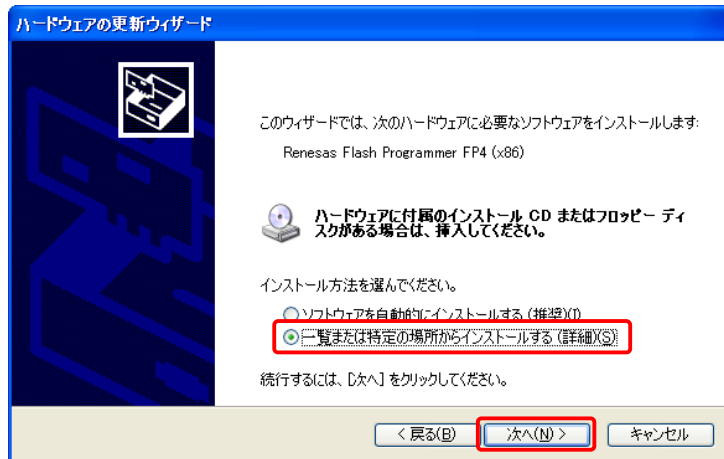 ハードウェアの更新ウィザード
このウィザードでは、次のハードウェアに必要なソフトウェアをインストールします:
Renesas Flash Programmer FP4 (x86)
ハードウェアに付属のインストール CD またはフロッピー ディ
スクがある場合は、挿入してください。
インストール方法を選んでください。
ソフトウェアを自動的にインストールする (推奨)(I)
一覧または特定の場所からインストールする (詳細)(S)
続行するには、[次へ] をクリックしてください。
< 戻る(B)
次へ(N) >
キャンセル